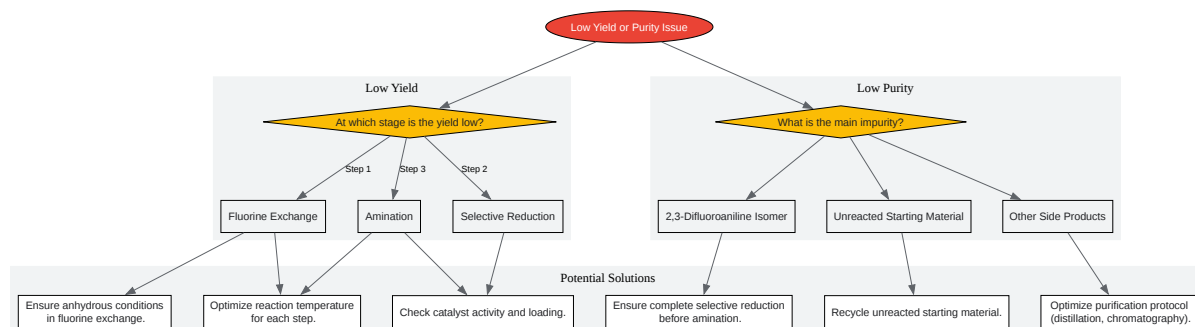 Low Yield or Purity Issue
Low Yield
Low Purity
At which stage is the yield low?
What is the main impurity?
Step 1
Step 3
Step 2
Fluorine Exchange
Amination
Selective Reduction
2,3-Difluoroaniline Isomer
Unreacted Starting Material
Other Side Products
Potential Solutions
Ensure anhydrous conditions
in fluorine exchange.
Optimize reaction temperature
for each step.
Check catalyst activity and loading.
Ensure complete selective reduction
before amination.
Recycle unreacted starting material.
Optimize purification protocol
(distillation, chromatography).